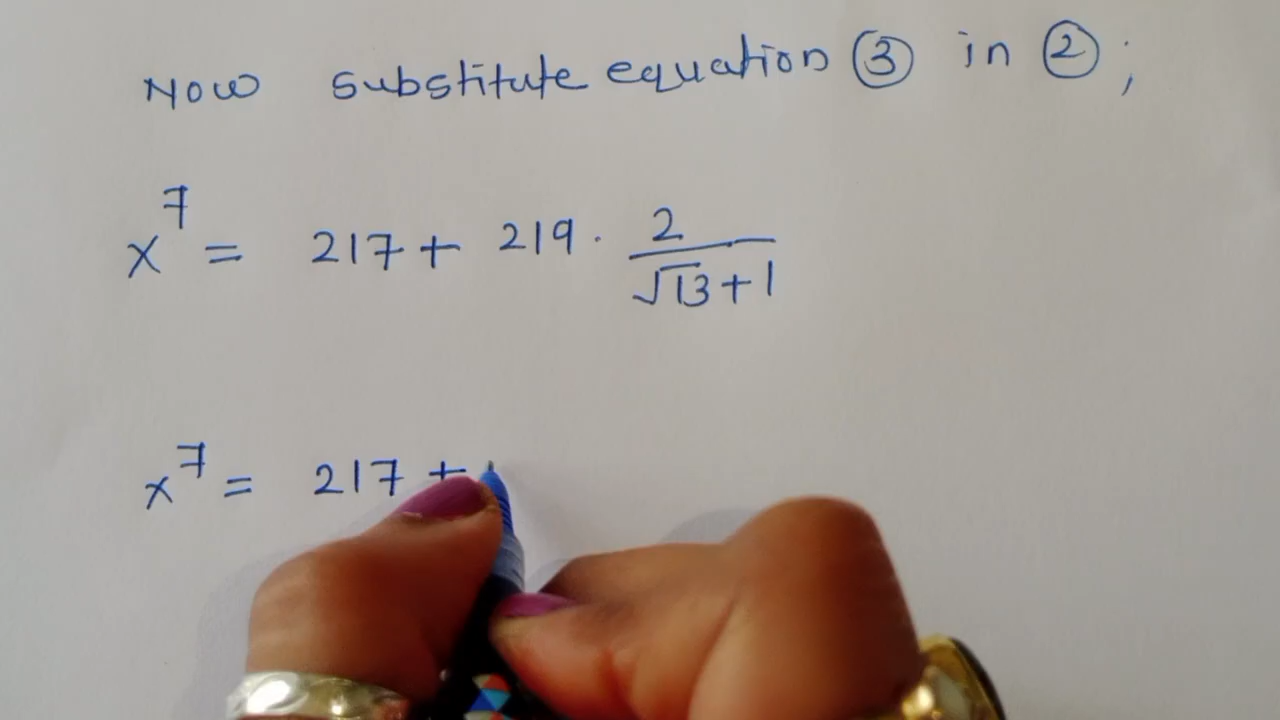 Now substitute equation ③ in ②;
x⁷ = 217 + 219 · 2/(√13+1)
x⁷ = 217 +